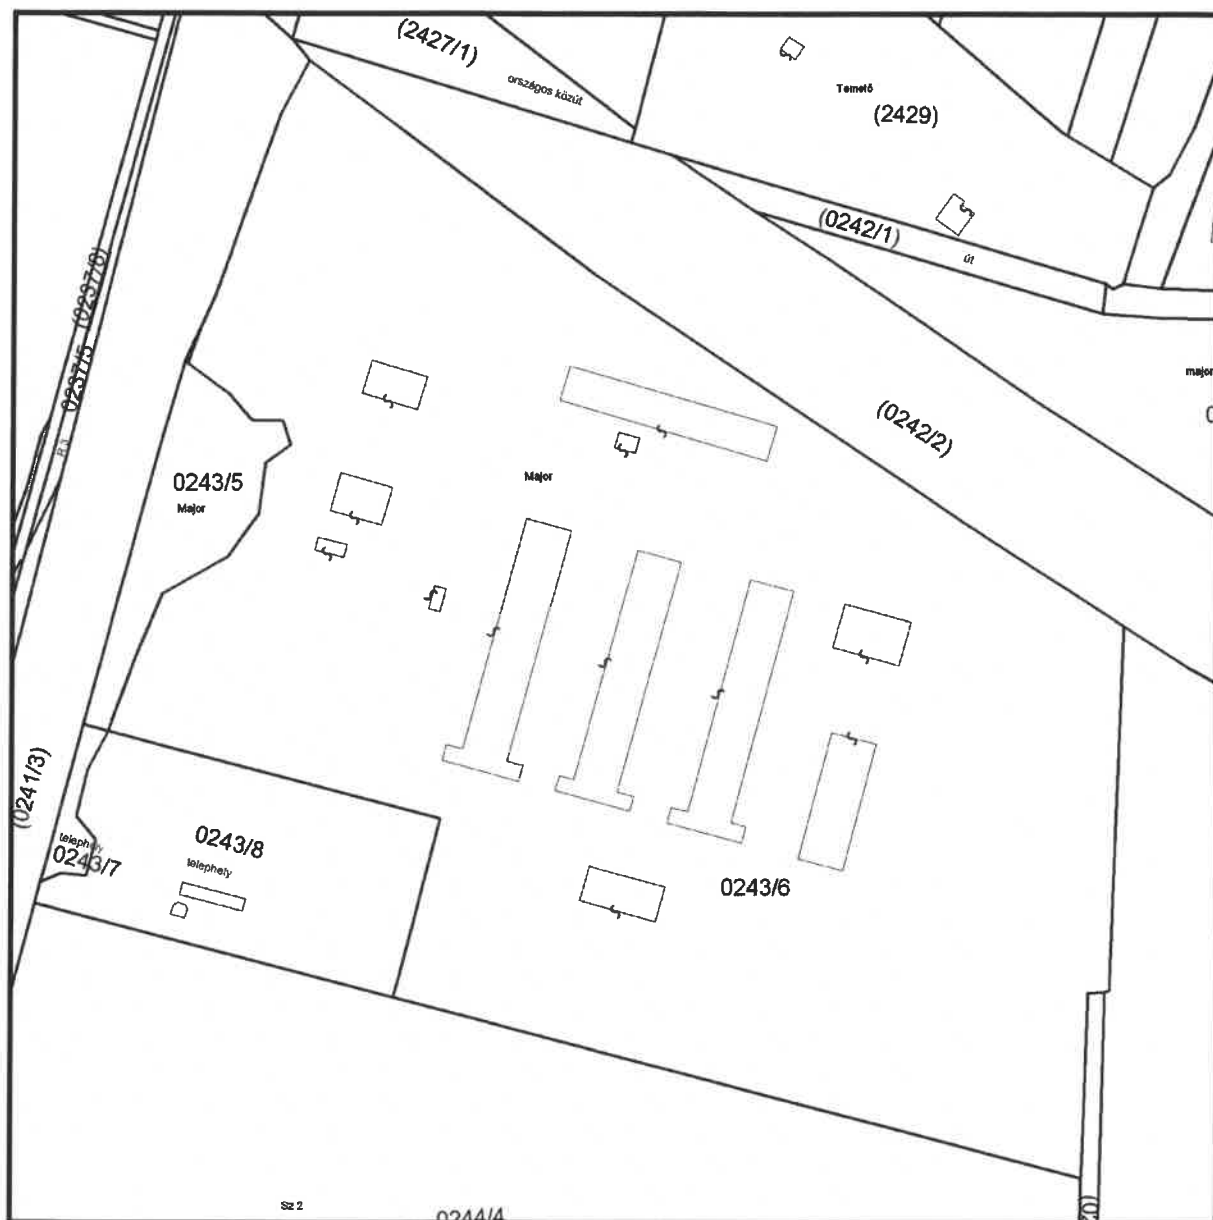 (2427/1)
országos közút
Temető
(2429)
(0242/1)
út
(0237/6)
0237/5
major
(0242/2)
0243/5
Major
Major
(0241/3)
telephely
0243/7
0243/8
telephely
0243/6
Sz 2
0244/4